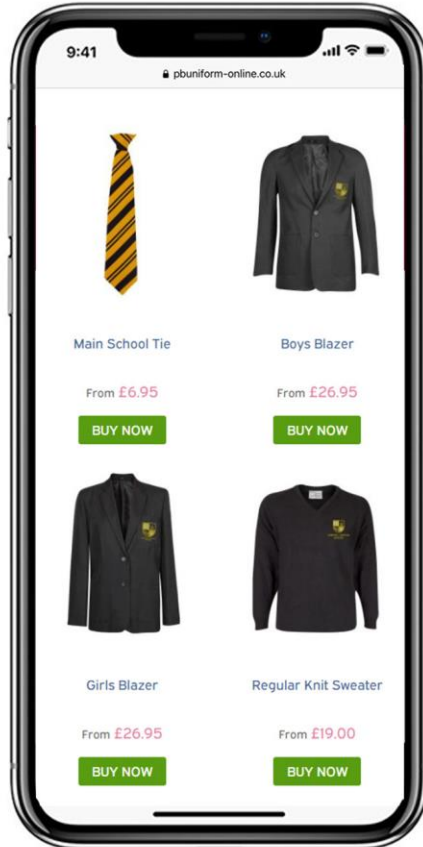 9:41
pbuniform-online.co.uk
Main School Tie
Boys Blazer
From £6.95
From £26.95
BUY NOW
BUY NOW
Girls Blazer
Regular Knit Sweater
From £26.95
From £19.00
BUY NOW
BUY NOW